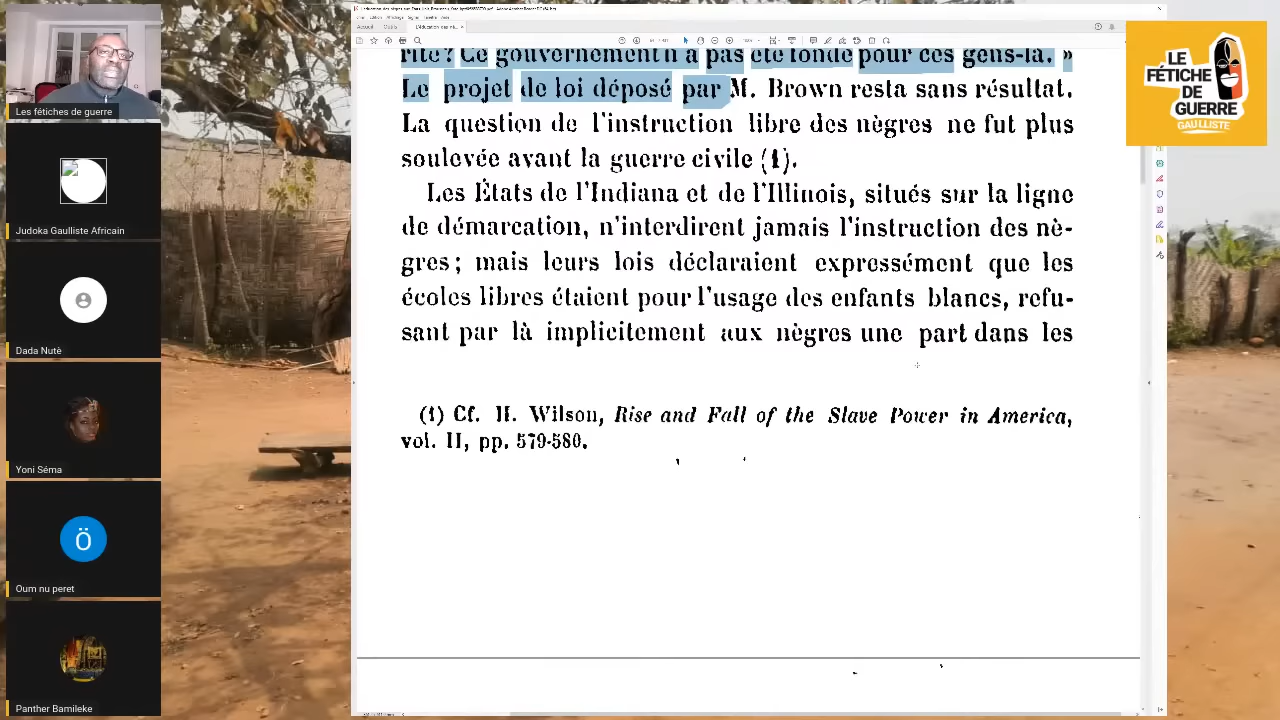 Les fétiches de guerre
Judoka Gaulliste Africain
Dada Nutè
Yoni Séma
Oum nu peret
Panther Bamileke
Accueil Outils
rité ? Ce gouvernement n'a pas été fondé pour ces gens-là. »
Le projet de loi déposé par M. Brown resta sans résultat.
La question de l'instruction libre des nègres ne fut plus
soulevée avant la guerre civile (1).
Les États de l'Indiana et de l'Illinois, situés sur la ligne
de démarcation, n'interdirent jamais l'instruction des nè-
gres ; mais leurs lois déclaraient expressément que les
écoles libres étaient pour l'usage des enfants blancs, refu-
sant par là implicitement aux nègres une part dans les
(1) Cf. H. Wilson, Rise and Fall of the Slave Power in America,
vol. II, pp. 579-580.
LE
FÉTICHE
DE
GUERRE
GAULLISTE